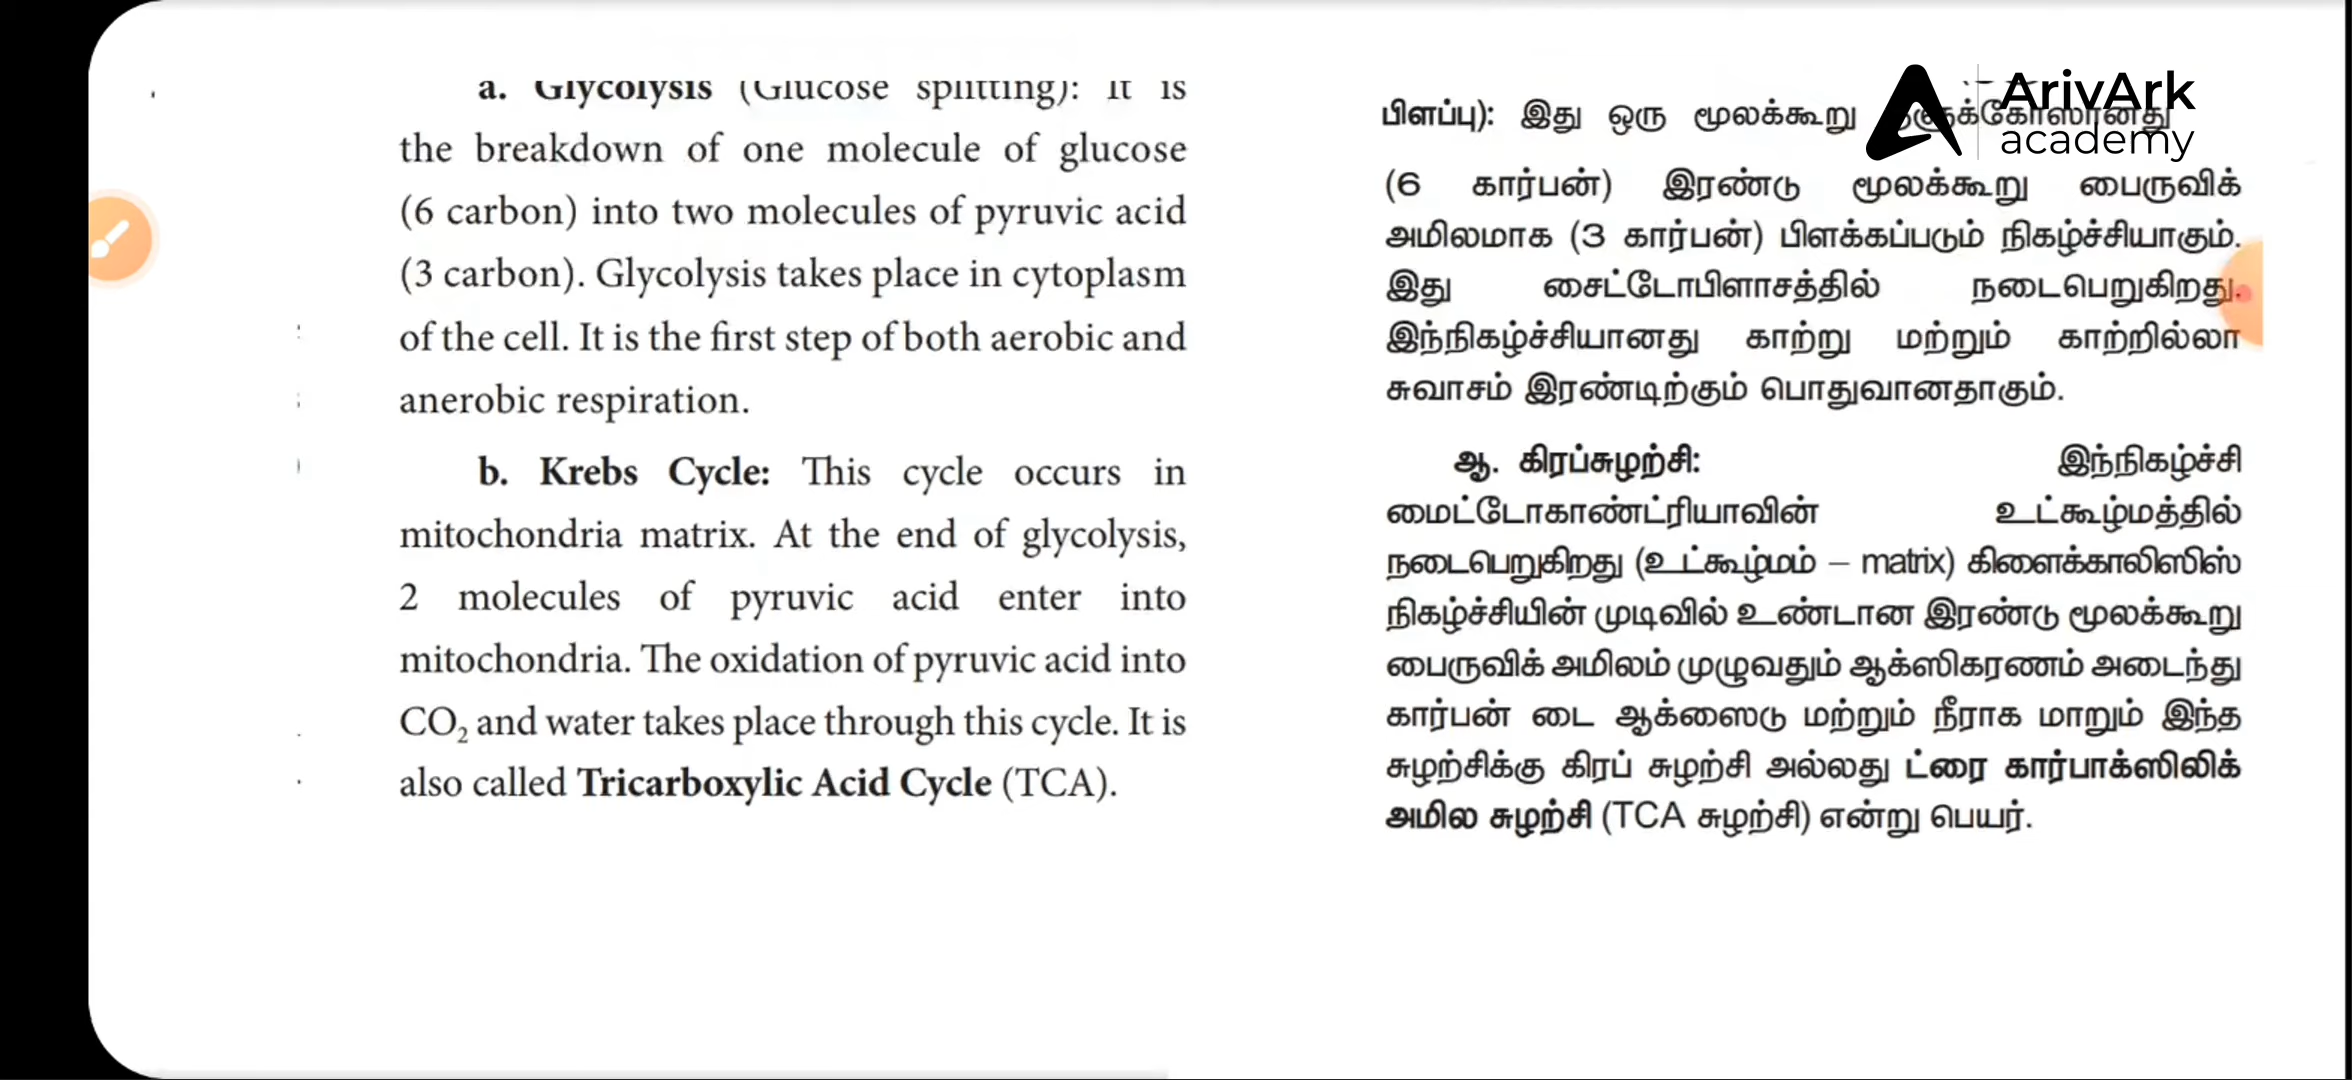 a. Glycolysis (Glucose splitting): It is
the breakdown of one molecule of glucose
(6 carbon) into two molecules of pyruvic acid
(3 carbon). Glycolysis takes place in cytoplasm
of the cell. It is the first step of both aerobic and
anerobic respiration.
b. Krebs Cycle: This cycle occurs in
mitochondria matrix. At the end of glycolysis,
2 molecules of pyruvic acid enter into
mitochondria. The oxidation of pyruvic acid into
CO₂ and water takes place through this cycle. It is
also called Tricarboxylic Acid Cycle (TCA).
ArivArk
academy
பிளப்பு): இது ஒரு மூலக்கூறு
(6 கார்பன்) இரண்டு மூலக்கூறு பைருவிக்
அமிலமாக (3 கார்பன்) பிளக்கப்படும் நிகழ்ச்சியாகும்.
இது சைட்டோபிளாசத்தில் நடைபெறுகிறது.
இந்நிகழ்ச்சியானது காற்று மற்றும் காற்றில்லா
சுவாசம் இரண்டிற்கும் பொதுவானதாகும்.
ஆ. கிரப்சுழற்சி: இந்நிகழ்ச்சி
மைட்டோகாண்ட்ரியாவின் உட்கூழ்மத்தில்
நடைபெறுகிறது (உட்கூழ்மம் – matrix) கிளைக்காலிஸிஸ்
நிகழ்ச்சியின் முடிவில் உண்டான இரண்டு மூலக்கூறு
பைருவிக் அமிலம் முழுவதும் ஆக்ஸிகரணம் அடைந்து
கார்பன் டை ஆக்ஸைடு மற்றும் நீராக மாறும் இந்த
சுழற்சிக்கு கிரப் சுழற்சி அல்லது ட்ரை கார்பாக்ஸிலிக்
அமில சுழற்சி (TCA சுழற்சி) என்று பெயர்.